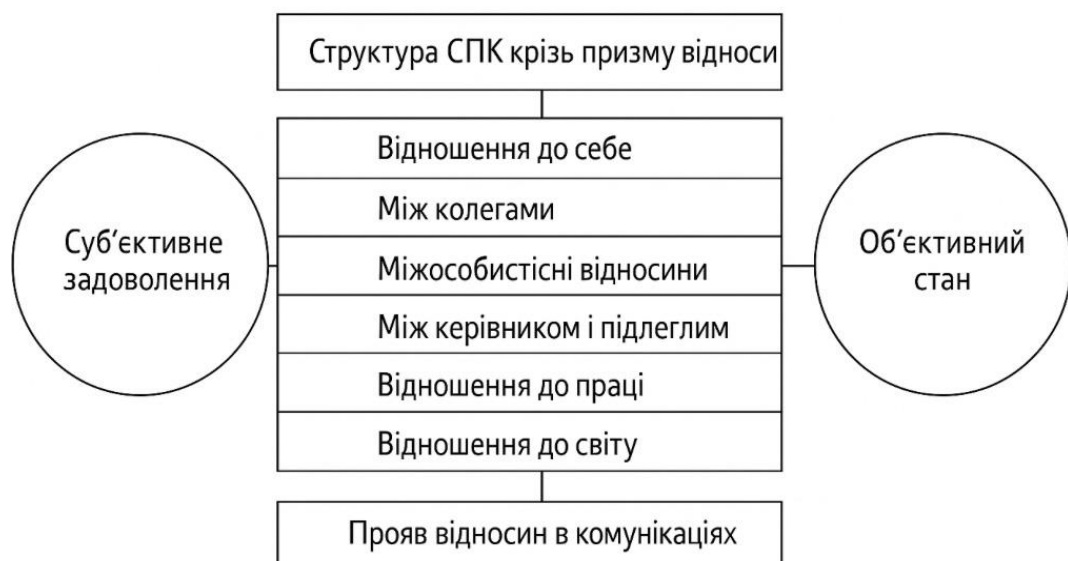 Структура СПК крізь призму відноси
Відношення до себе
Між колегами
Міжособистісні відносини
Між керівником і підлеглим
Відношення до праці
Відношення до світу
Суб'єктивне
задоволення
Об'єктивний
стан
Прояв відносин в комунікаціях